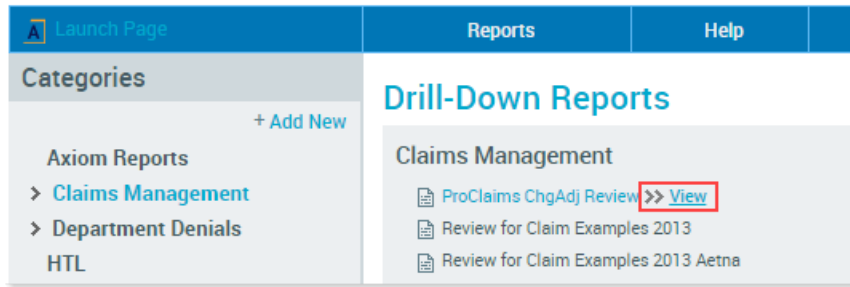 A Launch Page
Reports
Help
Categories
+ Add New
Axiom Reports
> Claims Management
> Department Denials
HTL
Drill-Down Reports
Claims Management
ProClaims ChgAdj Review >> View
Review for Claim Examples 2013
Review for Claim Examples 2013 Aetna